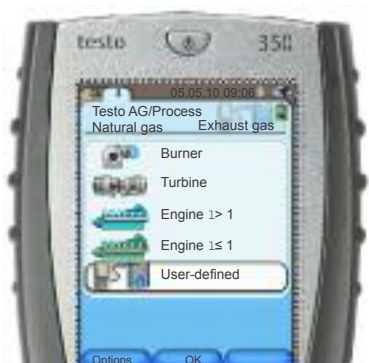 testo 350
05.05.10 09:06
Testo AG/Process
Natural gas Exhaust gas
Burner
Turbine
Engine 1> 1
Engine 1≤ 1
User-defined
Options OK